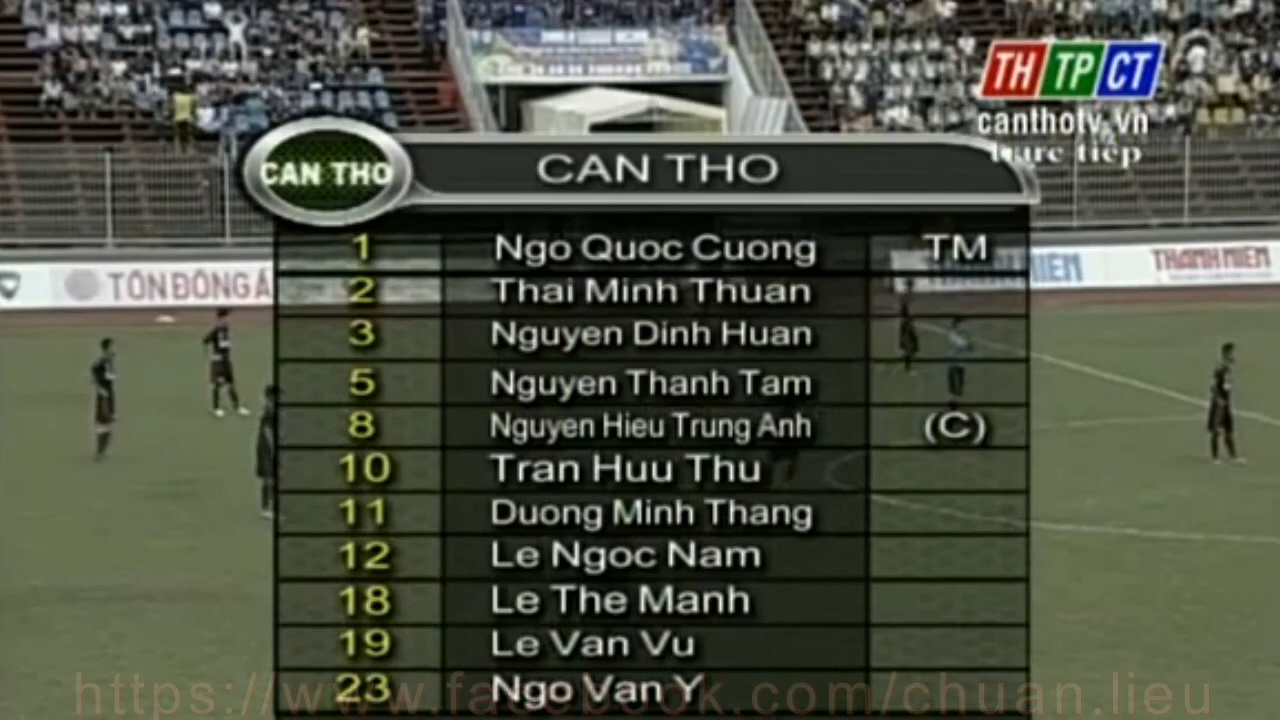 TH TP CT
canthotv.vn
trực tiếp
CAN THO
CAN THO
1 Ngo Quoc Cuong TM
2 Thai Minh Thuan
3 Nguyen Dinh Huan
5 Nguyen Thanh Tam
8 Nguyen Hieu Trung Anh (C)
10 Tran Huu Thu
11 Duong Minh Thang
12 Le Ngoc Nam
18 Le The Manh
19 Le Van Vu
23 Ngo Van Y
TÔN ĐÔNG Á
THANH NIEN
https://www.facebook.com/chuan.lieu